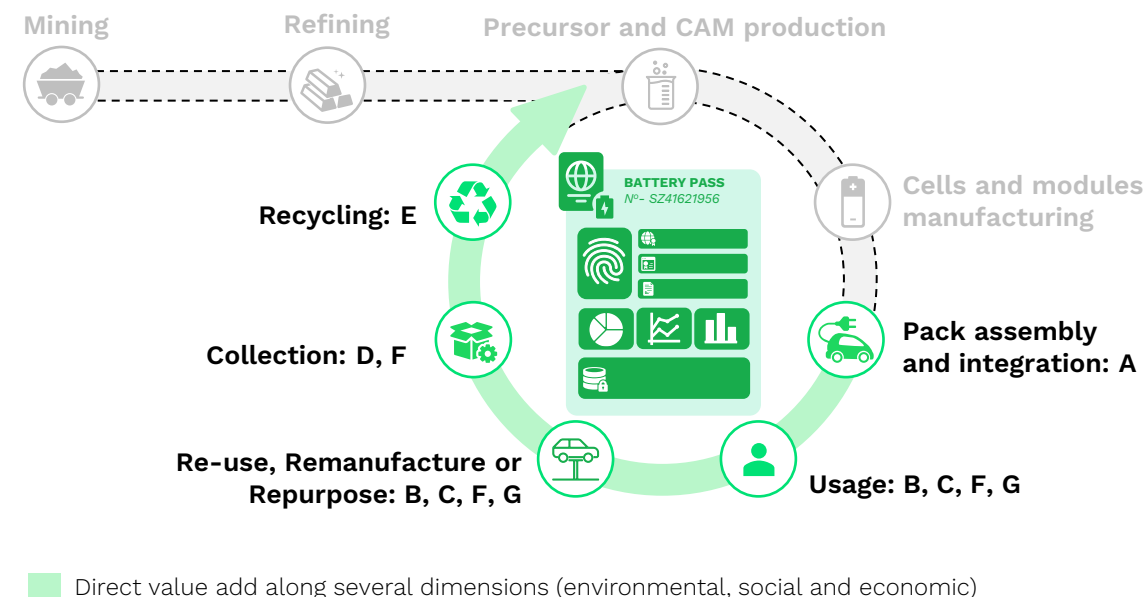 Mining
Refining
Precursor and CAM production
BATTERY PASS
Nº- SZ41621956
Cells and modules
manufacturing
Recycling: E
Pack assembly
and integration: A
Collection: D, F
Re-use, Remanufacture or
Repurpose: B, C, F, G
Usage: B, C, F, G
Direct value add along several dimensions (environmental, social and economic)